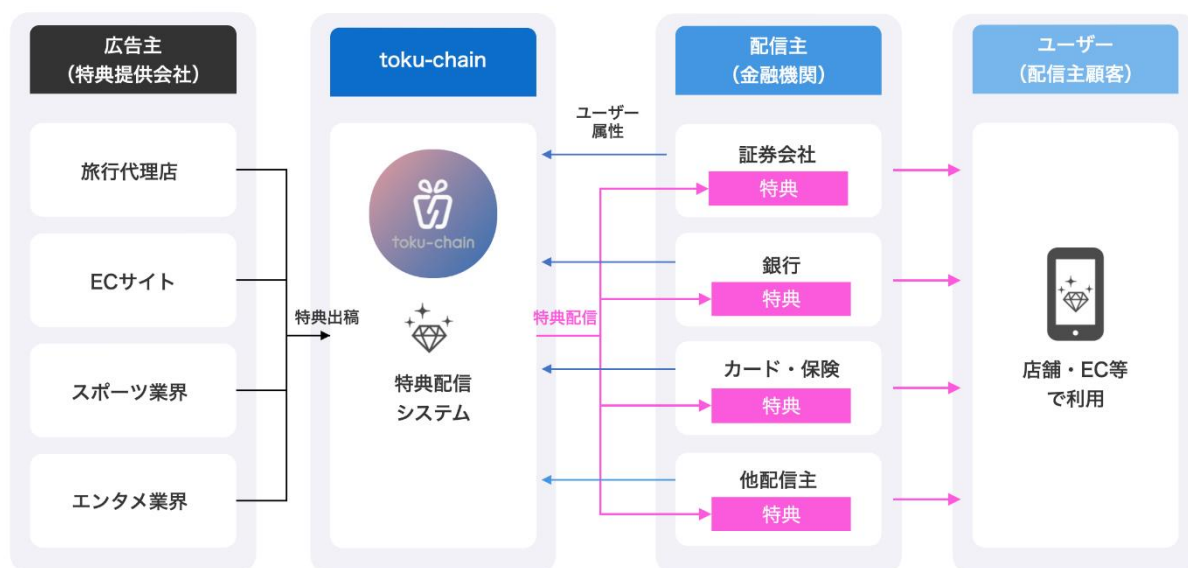 広告主
（特典提供会社）
旅行代理店
ECサイト
スポーツ業界
エンタメ業界
特典出稿
toku-chain
toku-chain
特典配信
システム
ユーザー
属性
特典配信
配信主
（金融機関）
証券会社
特典
銀行
特典
カード・保険
特典
他配信主
特典
ユーザー
（配信主顧客）
店舗・EC等
で利用